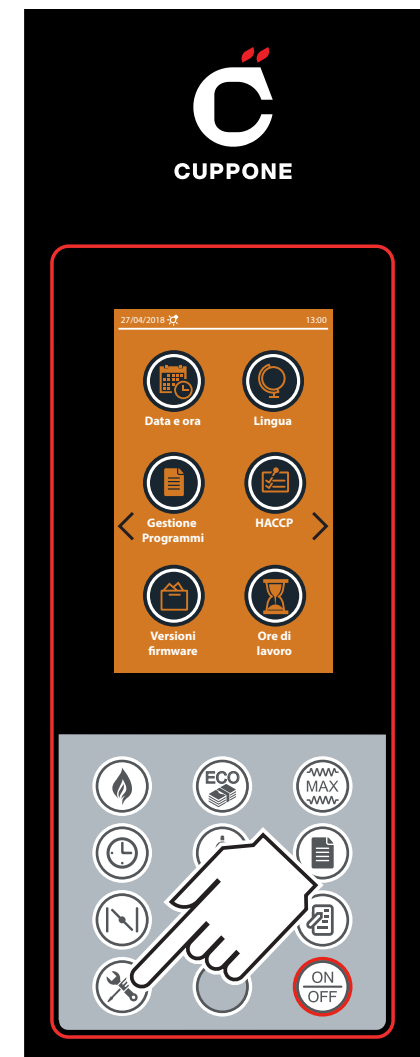 CUPPONE
27/04/2018 13:00
Data e ora
Lingua
Gestione
Programmi
HACCP
Versioni
firmware
Ore di
lavoro
ECO
MAX
ON
OFF